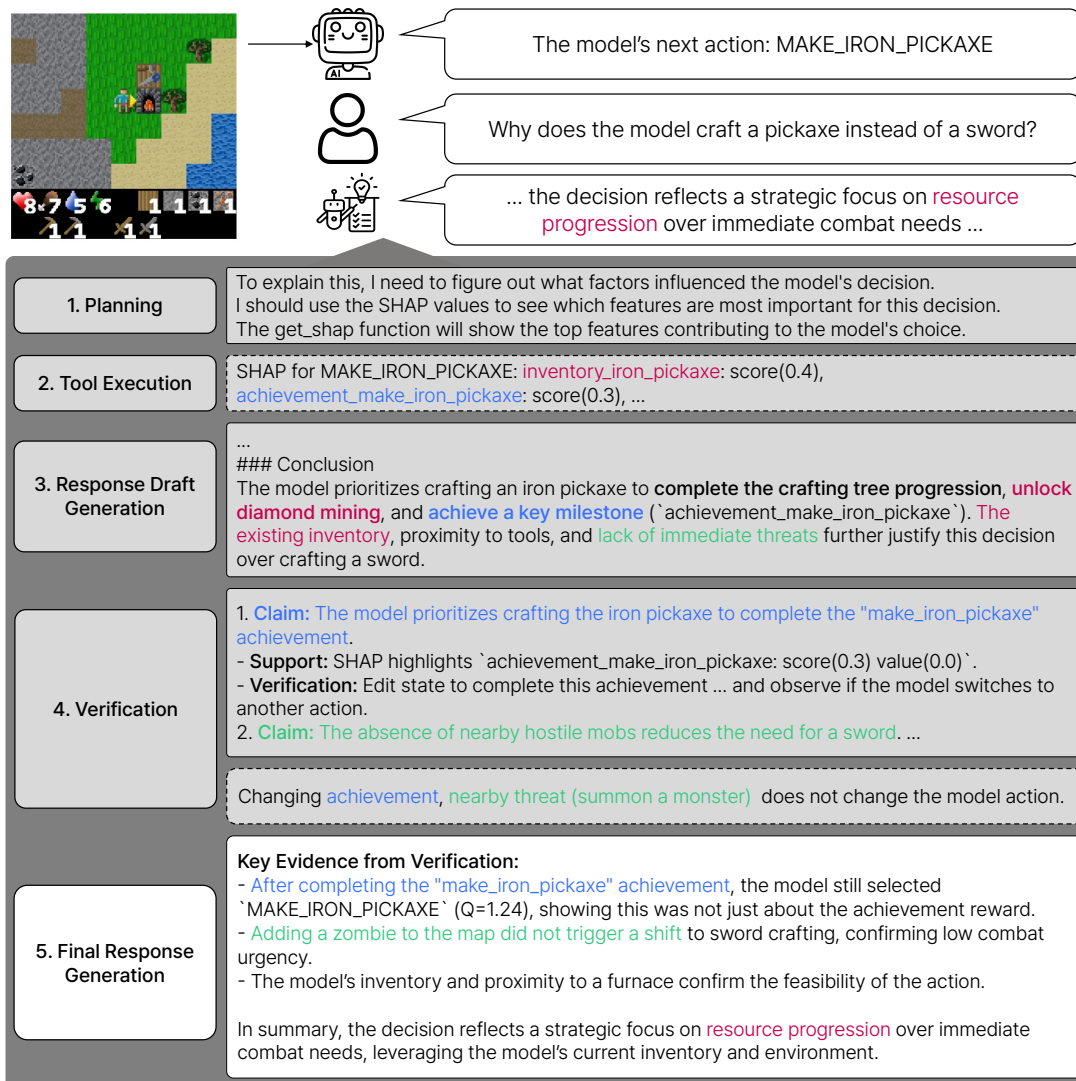 The model's next action: MAKE_IRON_PICKAXE
AI
Why does the model craft a pickaxe instead of a sword?
... the decision reflects a strategic focus on resource
progression over immediate combat needs ...
8 7 5 6 1 1 1 1
1 1 1 1
1. Planning
To explain this, I need to figure out what factors influenced the model's decision.
I should use the SHAP values to see which features are most important for this decision.
The get_shap function will show the top features contributing to the model's choice.
2. Tool Execution
SHAP for MAKE_IRON_PICKAXE: inventory_iron_pickaxe: score(0.4),
achievement_make_iron_pickaxe: score(0.3), ...
3. Response Draft
Generation
...
### Conclusion
The model prioritizes crafting an iron pickaxe to complete the crafting tree progression, unlock
diamond mining, and achieve a key milestone (`achievement_make_iron_pickaxe`). The
existing inventory, proximity to tools, and lack of immediate threats further justify this decision
over crafting a sword.
4. Verification
1. Claim: The model prioritizes crafting the iron pickaxe to complete the "make_iron_pickaxe"
achievement.
- Support: SHAP highlights `achievement_make_iron_pickaxe: score(0.3) value(0.0)`.
- Verification: Edit state to complete this achievement ... and observe if the model switches to
another action.
2. Claim: The absence of nearby hostile mobs reduces the need for a sword. ...
Changing achievement, nearby threat (summon a monster) does not change the model action.
5. Final Response
Generation
Key Evidence from Verification:
- After completing the "make_iron_pickaxe" achievement, the model still selected
`MAKE_IRON_PICKAXE` (Q=1.24), showing this was not just about the achievement reward.
- Adding a zombie to the map did not trigger a shift to sword crafting, confirming low combat
urgency.
- The model's inventory and proximity to a furnace confirm the feasibility of the action.
In summary, the decision reflects a strategic focus on resource progression over immediate
combat needs, leveraging the model's current inventory and environment.